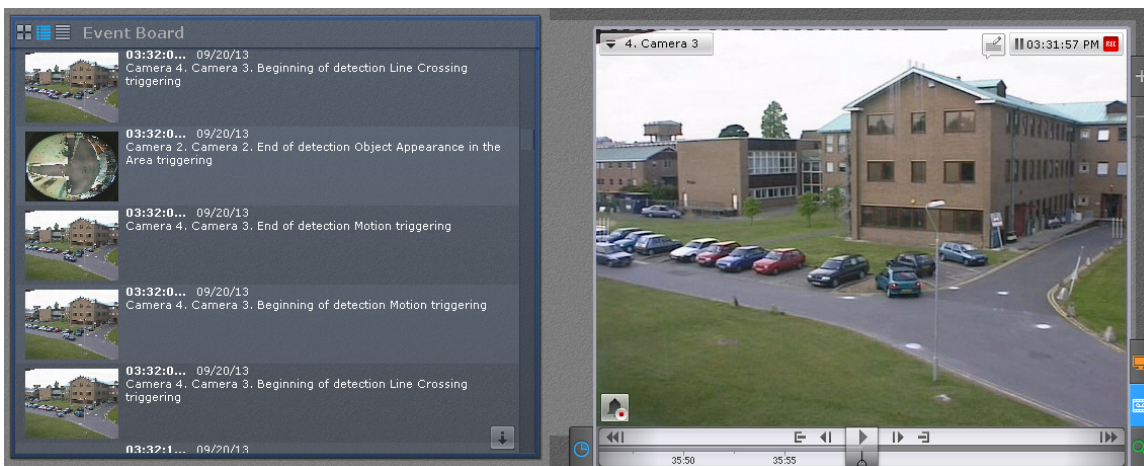 Event Board
03:32:0... 09/20/13
Camera 4. Camera 3. Beginning of detection Line Crossing
triggering
03:32:0... 09/20/13
Camera 2. Camera 2. End of detection Object Appearance in the
Area triggering
03:32:0... 09/20/13
Camera 4. Camera 3. End of detection Motion triggering
03:32:0... 09/20/13
Camera 4. Camera 3. Beginning of detection Motion triggering
03:32:0... 09/20/13
Camera 4. Camera 3. Beginning of detection Line Crossing
triggering
03:32:1... 09/20/13
4. Camera 3
03:31:57 PM REC
35:50 35:55